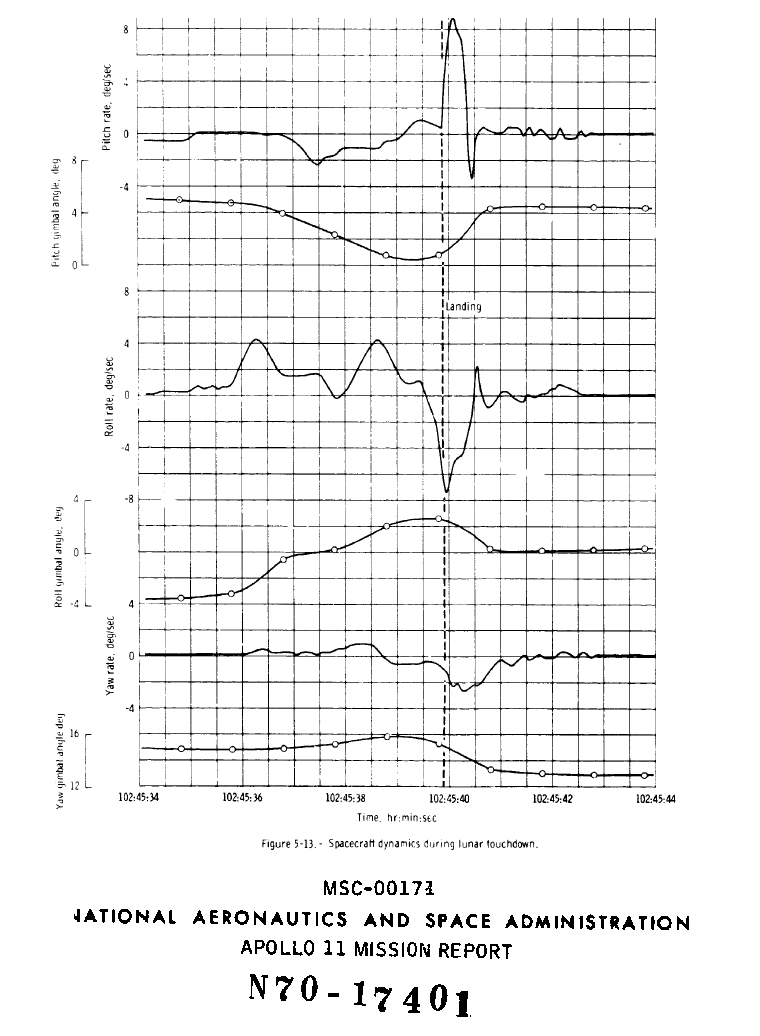 8
4
0
-4
Pitch rate, deg/sec
8
4
0
Pitch gimbal angle, deg
Landing
8
4
0
-4
-8
Roll rate, deg/sec
4
0
-4
Roll gimbal angle, deg
4
0
-4
Yaw rate, deg/sec
16
12
Yaw gimbal angle deg
102:45:34 102:45:36 102:45:38 102:45:40 102:45:42 102:45:44
Time, hr:min:sec
Figure 5-13. - Spacecraft dynamics during lunar touchdown.
MSC-00171
NATIONAL AERONAUTICS AND SPACE ADMINISTRATION
APOLLO 11 MISSION REPORT
N70-17401